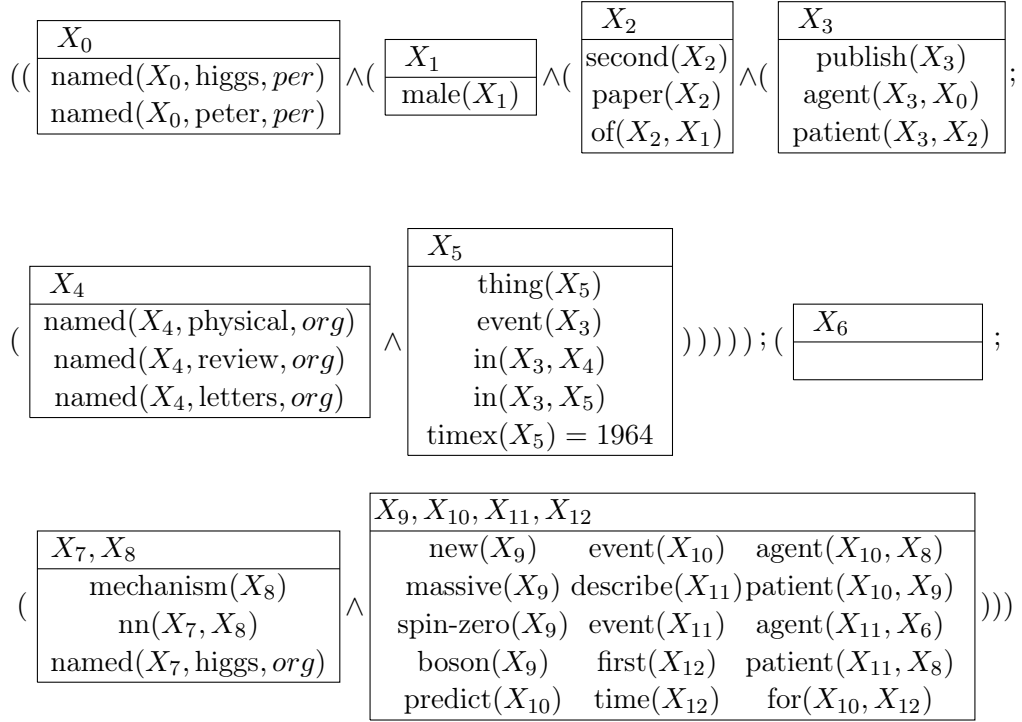 X₀ X₁ X₂ X₃
(( named(X₀, higgs, per) ∧( male(X₁) ∧( second(X₂) ∧( publish(X₃) ;
named(X₀, peter, per) paper(X₂) agent(X₃, X₀)
of(X₂, X₁) patient(X₃, X₂)
X₄ X₅ X₆
( named(X₄, physical, org) ∧ thing(X₅) ))))) ; ( ;
named(X₄, review, org) event(X₃)
named(X₄, letters, org) in(X₃, X₄)
in(X₃, X₅)
timex(X₅) = 1964
X₇, X₈ X₉, X₁₀, X₁₁, X₁₂
( mechanism(X₈) ∧ new(X₉) event(X₁₀) agent(X₁₀, X₈) )))
nn(X₇, X₈) massive(X₉) describe(X₁₁) patient(X₁₀, X₉)
named(X₇, higgs, org) spin-zero(X₉) event(X₁₁) agent(X₁₁, X₆)
boson(X₉) first(X₁₂) patient(X₁₁, X₈)
predict(X₁₀) time(X₁₂) for(X₁₀, X₁₂)